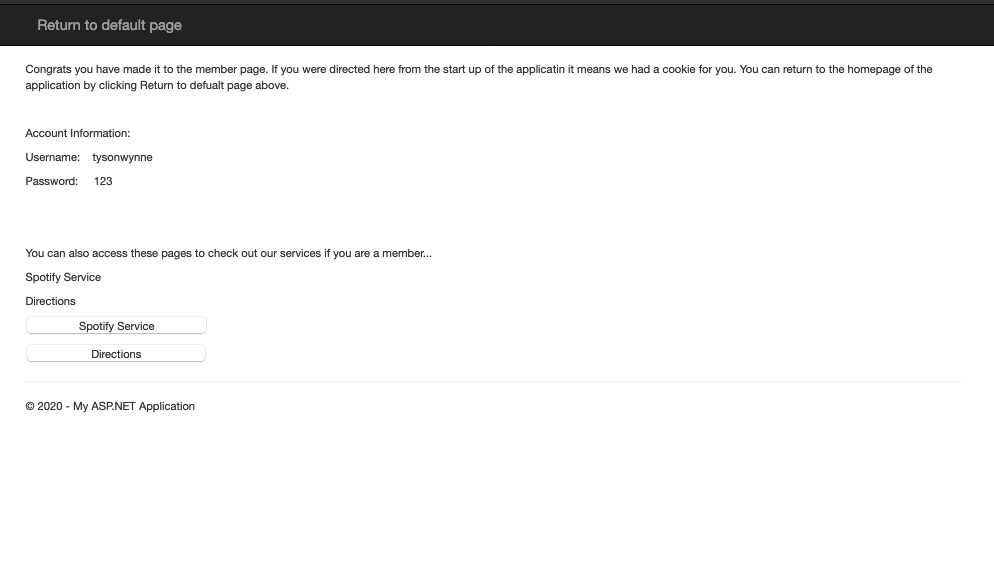 Return to default page
Congrats you have made it to the member page. If you were directed here from the start up of the applicatin it means we had a cookie for you. You can return to the homepage of the
application by clicking Return to defualt page above.
Account Information:
Username: tysonwynne
Password: 123
You can also access these pages to check out our services if you are a member...
Spotify Service
Directions
Spotify Service
Directions
© 2020 - My ASP.NET Application